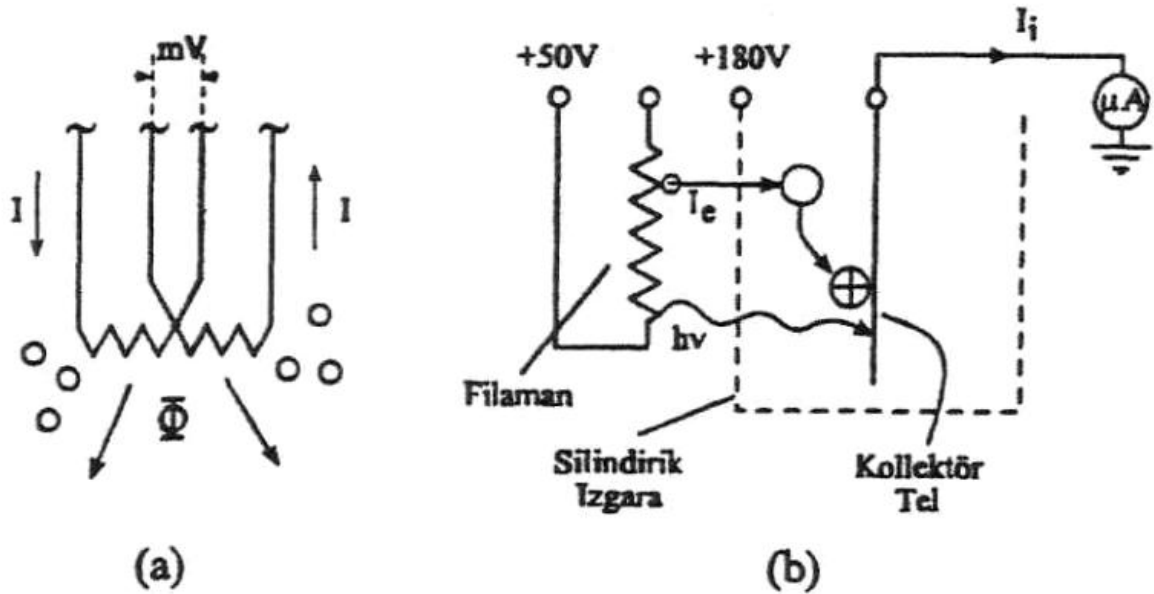 mV
I
I
Φ
(a)
+50V
+180V
I_i
μA
I_e
hν
Filaman
Silindirik
Izgara
Kollektör
Tel
(b)